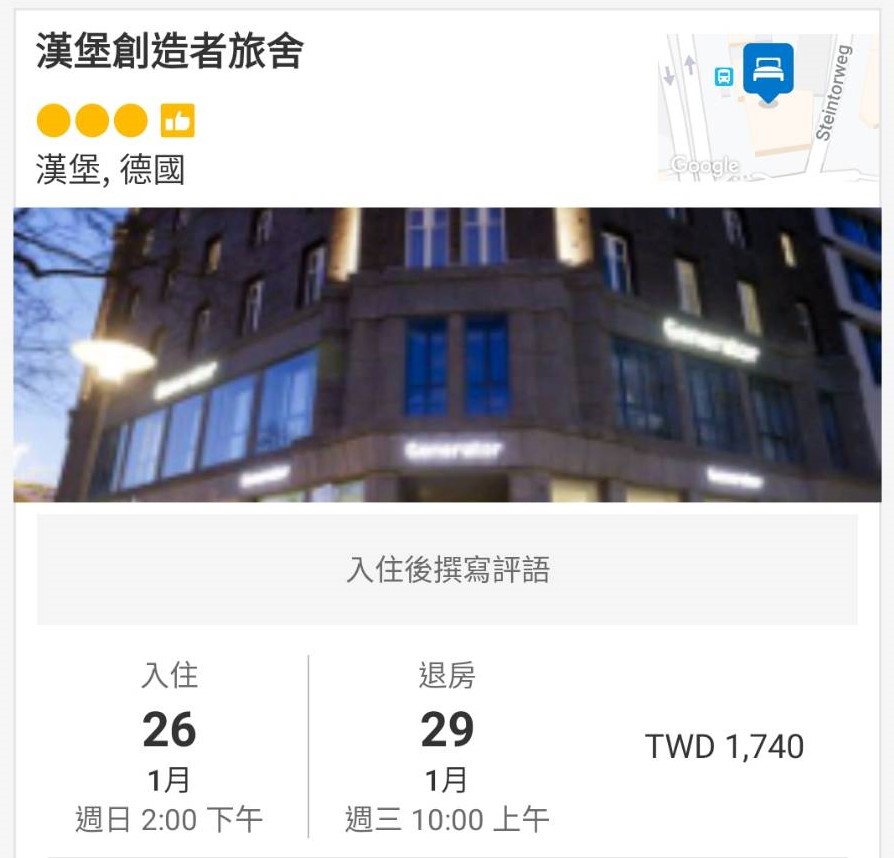 漢堡創造者旅舍
漢堡, 德國
Steintorweg
Google
Generator
Generator
Generator
Generator
Generator
入住後撰寫評語
入住
26
1月
週日 2:00 下午
退房
29
1月
週三 10:00 上午
TWD 1,740